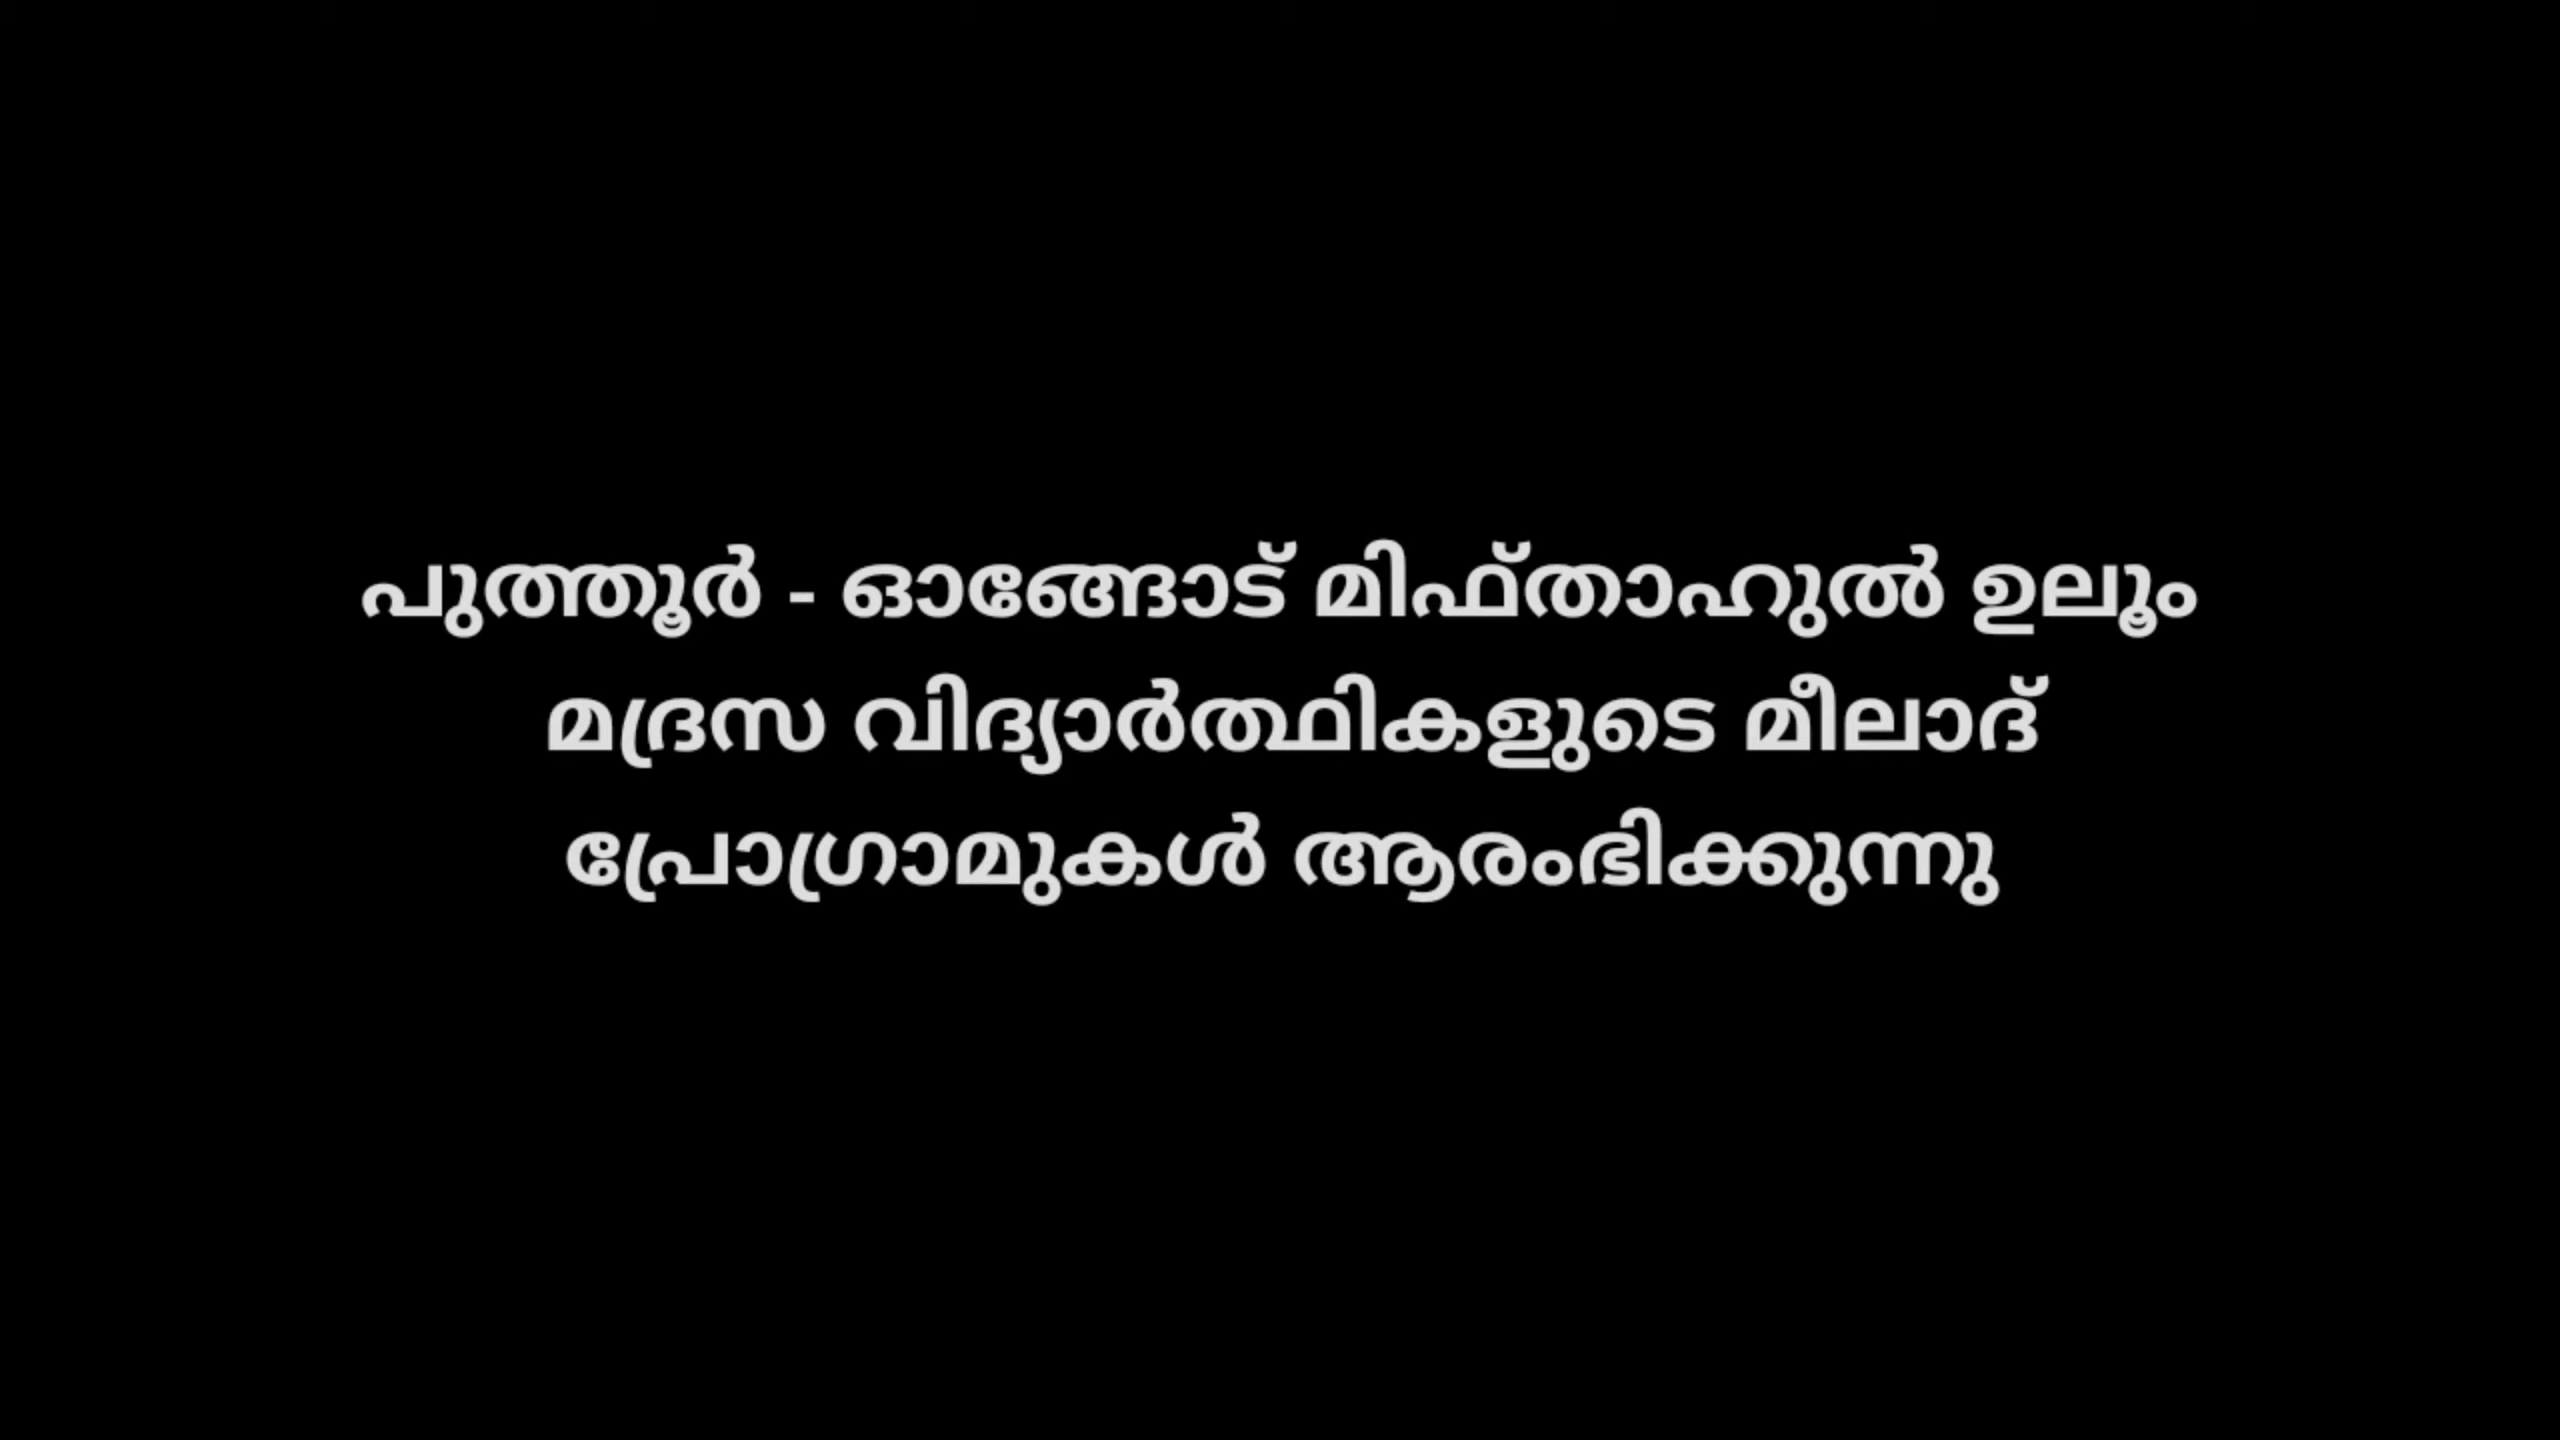 പുത്തൂർ - ഓങ്ങോട് മിഫ്താഹുൽ ഉലൂം
മദ്രസ വിദ്യാർത്ഥികളുടെ മീലാദ്
പ്രോഗ്രാമുകൾ ആരംഭിക്കുന്നു